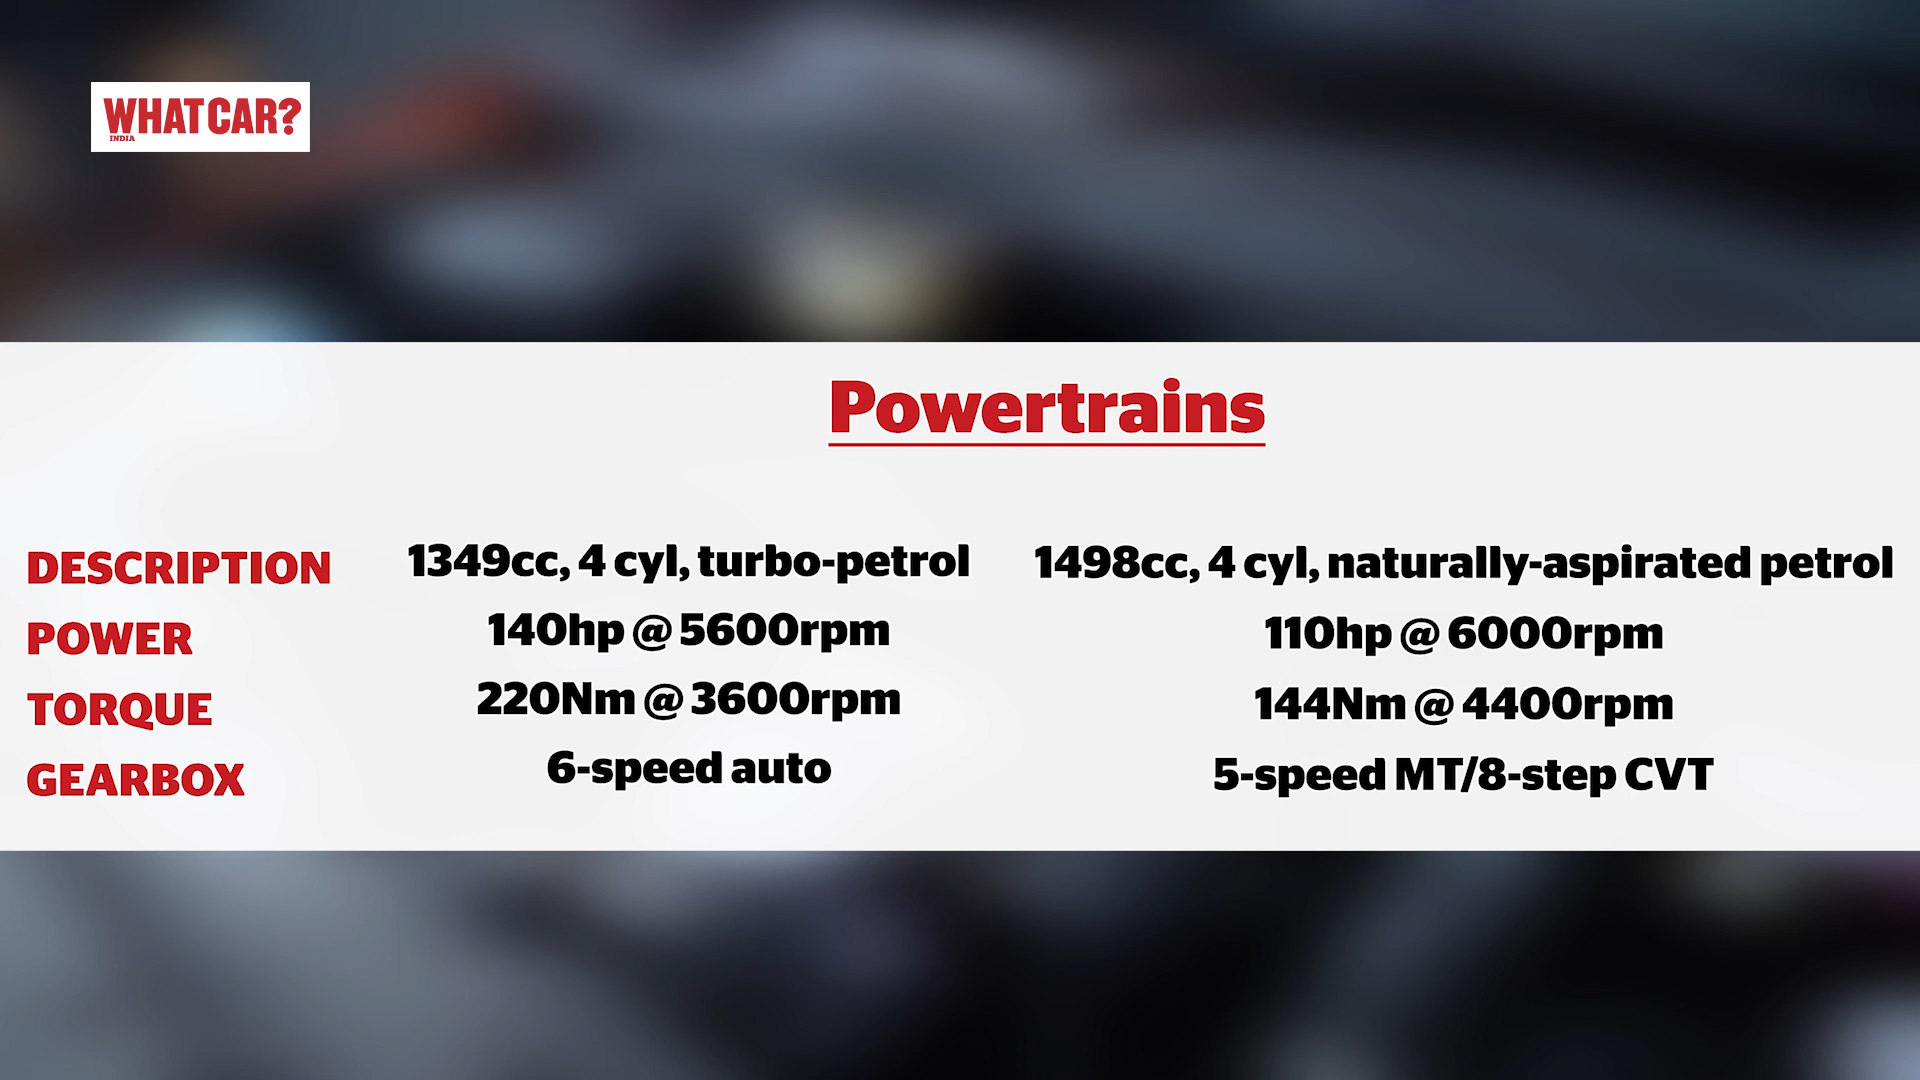 WHAT CAR?
INDIA
Powertrains
DESCRIPTION 1349cc, 4 cyl, turbo-petrol 1498cc, 4 cyl, naturally-aspirated petrol
POWER 140hp @ 5600rpm 110hp @ 6000rpm
TORQUE 220Nm @ 3600rpm 144Nm @ 4400rpm
GEARBOX 6-speed auto 5-speed MT/8-step CVT